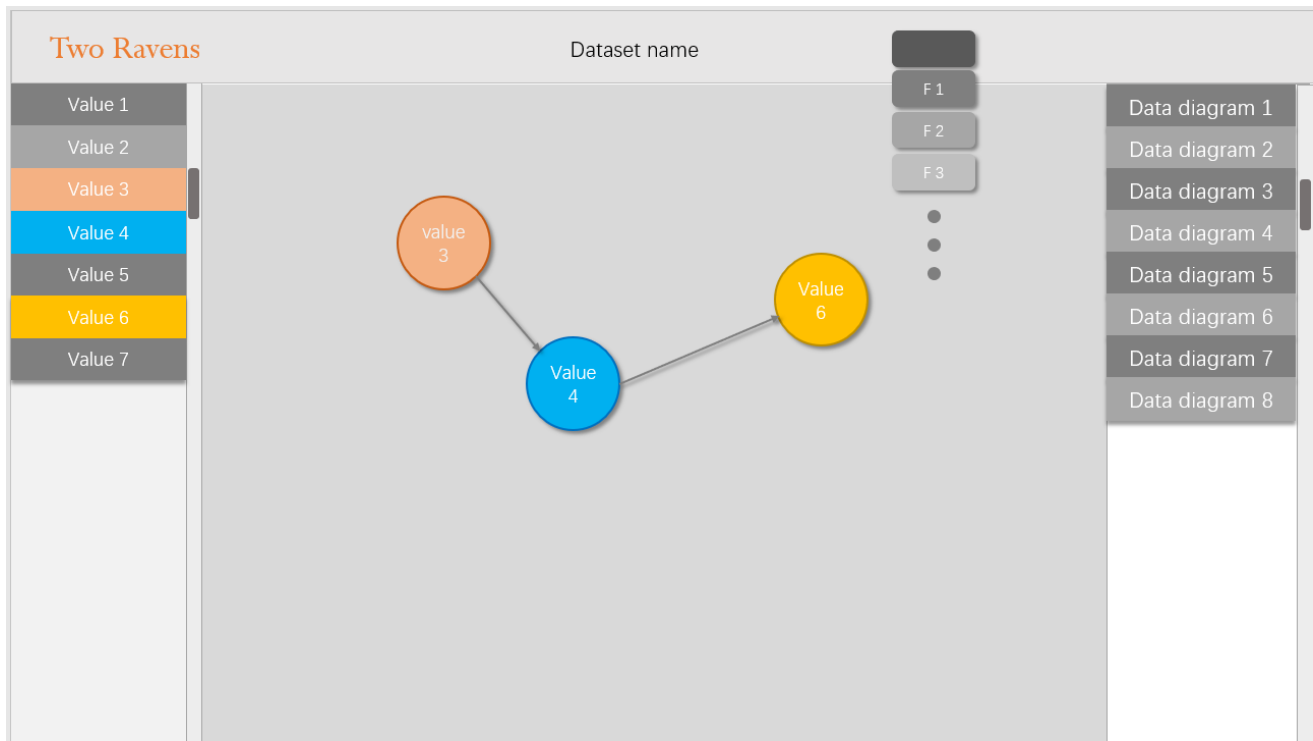 Two Ravens
Dataset name
Value 1
Value 2
Value 3
Value 4
Value 5
Value 6
Value 7
value
3
Value
4
Value
6
F 1
F 2
F 3
Data diagram 1
Data diagram 2
Data diagram 3
Data diagram 4
Data diagram 5
Data diagram 6
Data diagram 7
Data diagram 8